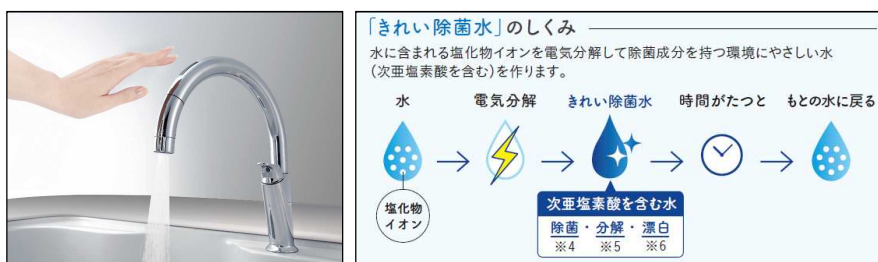 「きれい除菌水」のしくみ
水に含まれる塩化物イオンを電気分解して除菌成分を持つ環境にやさしい水
（次亜塩素酸を含む）を作ります。
水
電気分解
きれい除菌水
時間がたつと
もとの水に戻る
塩化物
イオン
次亜塩素酸を含む水
除菌・分解・漂白
※4 ※5 ※6